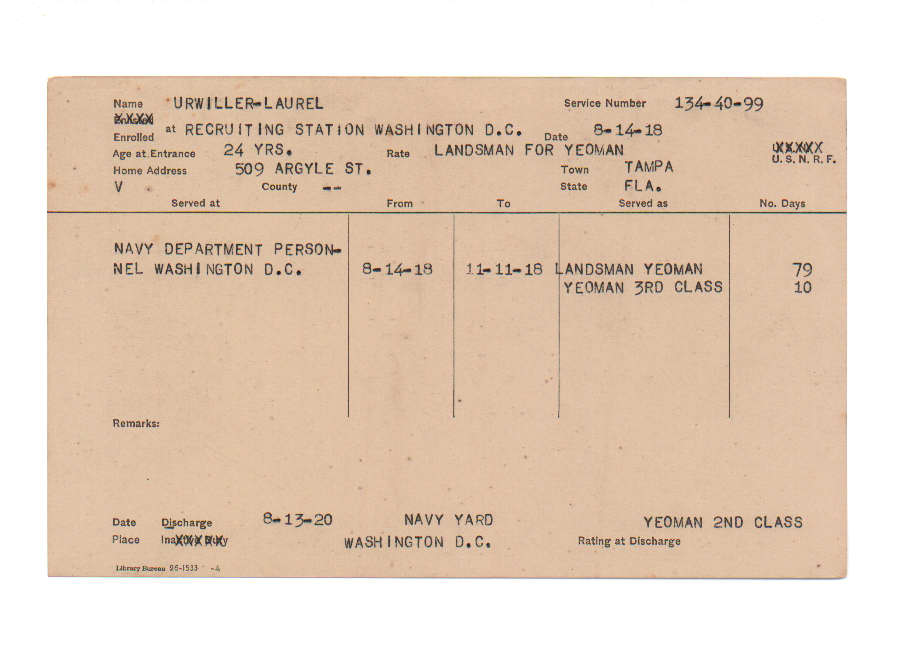 Name URWILLER-LAUREL Service Number 134-40-99
Enrolled at RECRUITING STATION WASHINGTON D.C. Date 8-14-18
Age at Entrance 24 YRS. Rate LANDSMAN FOR YEOMAN U. S. N. R. F.
Home Address 509 ARGYLE ST. Town TAMPA
V County -- State FLA.
Served at From To Served as No. Days
NAVY DEPARTMENT PERSON-
NEL WASHINGTON D.C. 8-14-18 11-11-18 LANDSMAN YEOMAN 79
YEOMAN 3RD CLASS 10
Remarks:
Date Discharge 8-13-20 NAVY YARD YEOMAN 2ND CLASS
Place WASHINGTON D.C. Rating at Discharge
Library Bureau 26-1533 -A